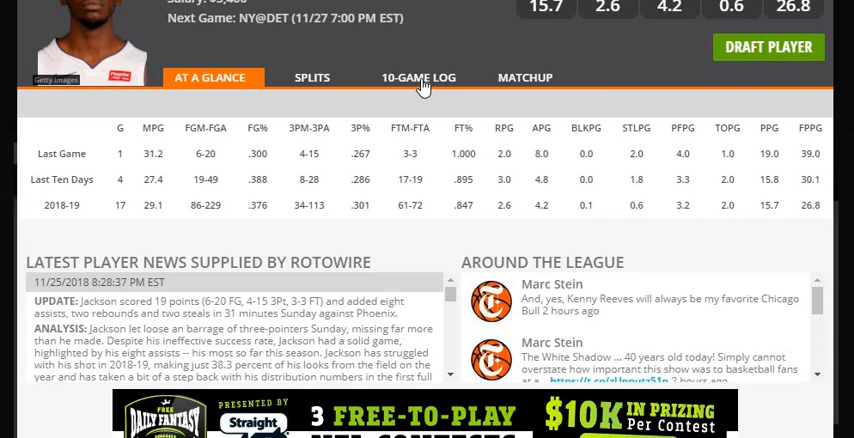 15.7 2.6 4.2 0.6 26.8
Next Game: NY@DET (11/27 7:00 PM EST)
DRAFT PLAYER
Getty Images
AT A GLANCE SPLITS 10-GAME LOG MATCHUP
G MPG FGM-FGA FG% 3PM-3PA 3P% FTM-FTA FT% RPG APG BLKPG STLPG PFPG TOPG PPG FPPG
Last Game 1 31.2 6-20 .300 4-15 .267 3-3 1.000 2.0 8.0 0.0 2.0 4.0 1.0 19.0 39.0
Last Ten Days 4 27.4 19-49 .388 8-28 .286 17-19 .895 3.0 4.8 0.0 1.8 3.3 2.0 15.8 30.1
2018-19 17 29.1 86-229 .376 34-113 .301 61-72 .847 2.6 4.2 0.1 0.6 3.2 2.0 15.7 26.8
LATEST PLAYER NEWS SUPPLIED BY ROTOWIRE
11/25/2018 8:28:37 PM EST
UPDATE: Jackson scored 19 points (6-20 FG, 4-15 3Pt, 3-3 FT) and added eight
assists, two rebounds and two steals in 31 minutes Sunday against Phoenix.
ANALYSIS: Jackson let loose an barrage of three-pointers Sunday, missing far more
than he made. Despite his ineffective success rate, Jackson had a solid game,
highlighted by his eight assists -- his most so far this season. Jackson has struggled
with his shot in 2018-19, making just 38.3 percent of his looks from the field on the
year and has taken a bit of a step back with his distribution numbers in the first full
AROUND THE LEAGUE
Marc Stein
And, yes, Kenny Reeves will always be my favorite Chicago
Bull 2 hours ago
Marc Stein
The White Shadow ... 40 years old today! Simply cannot
overstate how important this show was to basketball fans
FREE
DAILY FANTASY
PRESENTED BY
Straight
3 FREE-TO-PLAY
NFL CONTESTS
$10K IN PRIZING
Per Contest